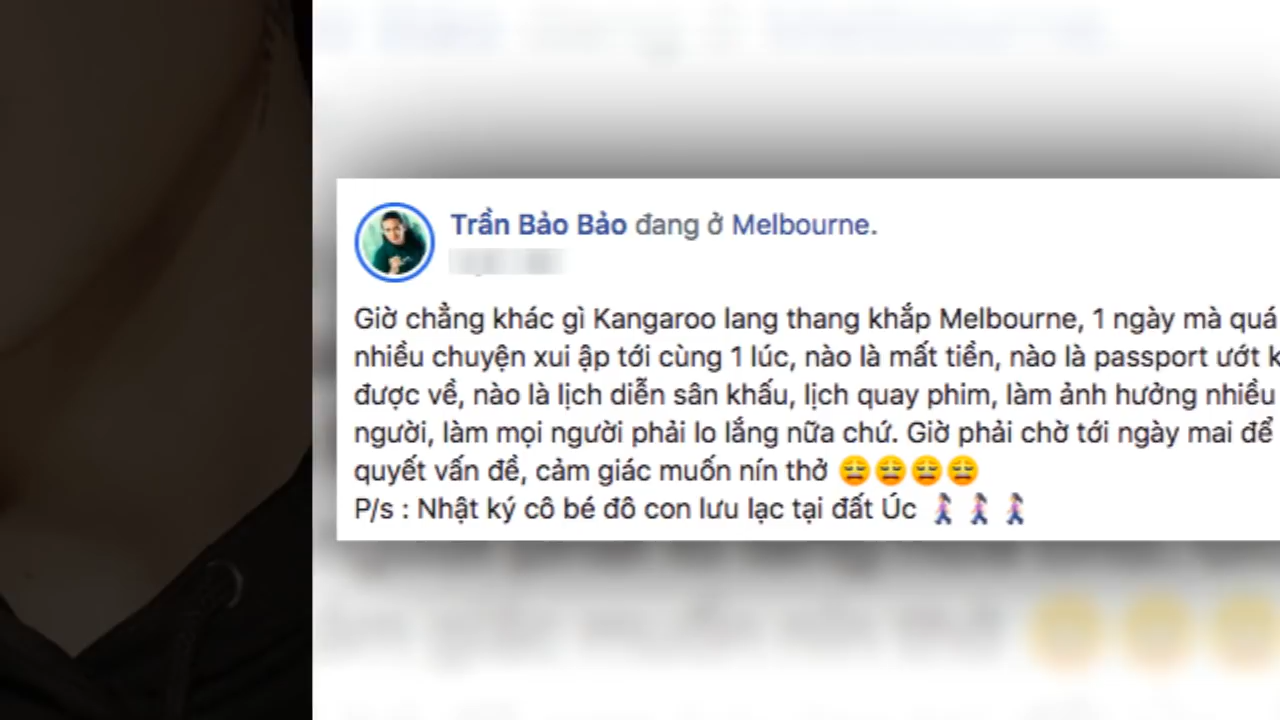 Trần Bảo Bảo đang ở Melbourne.
Giờ chẳng khác gì Kangaroo lang thang khắp Melbourne, 1 ngày mà quá
nhiều chuyện xui ập tới cùng 1 lúc, nào là mất tiền, nào là passport ướt
được về, nào là lịch diễn sân khấu, lịch quay phim, làm ảnh hưởng nhiều
người, làm mọi người phải lo lắng nữa chứ. Giờ phải chờ tới ngày mai để
quyết vấn đề, cảm giác muốn nín thở 😩😩😩😩
P/s : Nhật ký cô bé đô con lưu lạc tại đất Úc 🚶‍♀️🚶‍♀️🚶‍♀️